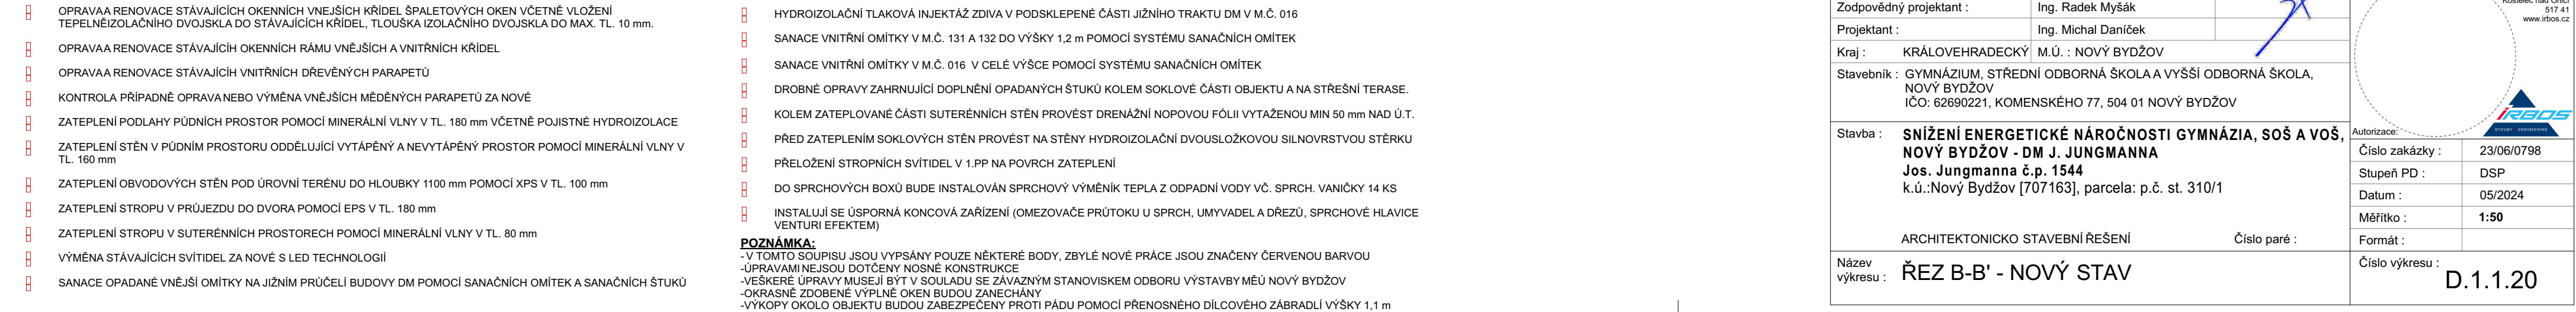 OPRAVAA RENOVACE STÁVAJÍCÍCH OKENNÍCH VNEJŠÍCH KŘÍDEL ŠPALETOVÝCH OKEN VČETNĚ VLOŽENÍ
TEPELNĚIZOLAČNÍHO DVOJSKLA DO STÁVAJÍCÍCH KŘÍDEL, TLOUŠKA IZOLAČNÍHO DVOJSKLA DO MAX. TL. 10 mm.
OPRAVAA RENOVACE STÁVAJÍCÍH OKENNÍCH RÁMU VNĚJŠÍCH A VNITŘNÍCH KŘÍDEL
OPRAVAA RENOVACE STÁVAJÍCÍH VNITŘNÍCH DŘEVĚNÝCH PARAPETŮ
KONTROLA PŘÍPADNĚ OPRAVA NEBO VÝMĚNA VNĚJŠÍCH MĚDĚNÝCH PARAPETŮ ZA NOVÉ
ZATEPLENÍ PODLAHY PŮDNÍCH PROSTOR POMOCÍ MINERÁLNÍ VLNY V TL. 180 mm VČETNĚ POJISTNÉ HYDROIZOLACE
ZATEPLENÍ STĚN V PŮDNÍM PROSTORU ODDĚLUJÍCÍ VYTÁPĚNÝ A NEVYTÁPĚNÝ PROSTOR POMOCÍ MINERÁLNÍ VLNY V
TL. 160 mm
ZATEPLENÍ OBVODOVÝCH STĚN POD ÚROVNÍ TERÉNU DO HLOUBKY 1100 mm POMOCÍ XPS V TL. 100 mm
ZATEPLENÍ STROPU V PRŮJEZDU DO DVORA POMOCÍ EPS V TL. 180 mm
ZATEPLENÍ STROPU V SUTERÉNNÍCH PROSTORECH POMOCÍ MINERÁLNÍ VLNY V TL. 80 mm
VÝMĚNA STÁVAJÍCÍCH SVÍTIDEL ZA NOVÉ S LED TECHNOLOGIÍ
SANACE OPADANÉ VNĚJŠÍ OMÍTKY NA JIŽNÍM PRŮČELÍ BUDOVY DM POMOCÍ SANAČNÍCH OMÍTEK A SANAČNÍCH ŠTUKŮ
HYDROIZOLAČNÍ TLAKOVÁ INJEKTÁŽ ZDIVA V PODSKLEPENÉ ČÁSTI JIŽNÍHO TRAKTU DM V M.Č. 016
SANACE VNITŘNÍ OMÍTKY V M.Č. 131 A 132 DO VÝŠKY 1,2 m POMOCÍ SYSTÉMU SANAČNÍCH OMÍTEK
SANACE VNITŘNÍ OMÍTKY V M.Č. 016 V CELÉ VÝŠCE POMOCÍ SYSTÉMU SANAČNÍCH OMÍTEK
DROBNÉ OPRAVY ZAHRNUJÍCÍ DOPLNĚNÍ OPADANÝCH ŠTUKŮ KOLEM SOKLOVÉ ČÁSTI OBJEKTU A NA STŘEŠNÍ TERASE.
KOLEM ZATEPLOVANÉ ČÁSTI SUTERÉNNÍCH STĚN PROVÉST DRENÁŽNÍ NOPOVOU FÓLII VYTAŽENOU MIN 50 mm NAD Ú.T.
PŘED ZATEPLENÍM SOKLOVÝCH STĚN PROVÉST NA STĚNY HYDROIZOLAČNÍ DVOUSLOŽKOVOU SILNOVRSTVOU STĚRKU
PŘELOŽENÍ STROPNÍCH SVÍTIDEL V 1.PP NA POVRCH ZATEPLENÍ
DO SPRCHOVÝCH BOXŮ BUDE INSTALOVÁN SPRCHOVÝ VÝMĚNÍK TEPLA Z ODPADNÍ VODY VČ. SPRCH. VANIČKY 14 KS
INSTALUJÍ SE ÚSPORNÁ KONCOVÁ ZAŘÍZENÍ (OMEZOVAČE PRŮTOKU U SPRCH, UMYVADEL A DŘEZŮ, SPRCHOVÉ HLAVICE
VENTURI EFEKTEM)
POZNÁMKA:
-V TOMTO SOUPISU JSOU VYPSÁNY POUZE NĚKTERÉ BODY, ZBYLÉ NOVÉ PRÁCE JSOU ZNAČENY ČERVENOU BARVOU
-ÚPRAVAMI NEJSOU DOTČENY NOSNÉ KONSTRUKCE
-VEŠKERÉ ÚPRAVY MUSEJÍ BÝT V SOULADU SE ZÁVAZNÝM STANOVISKEM ODBORU VÝSTAVBY MĚÚ NOVÝ BYDŽOV
-OKRASNĚ ZDOBENÉ VÝPLNĚ OKEN BUDOU ZANECHÁNY
-VÝKOPY OKOLO OBJEKTU BUDOU ZABEZPEČENY PROTI PÁDU POMOCÍ PŘENOSNÉHO DÍLCOVÉHO ZÁBRADLÍ VÝŠKY 1,1 m
Zodpovědný projektant : Ing. Radek Myšák
Projektant : Ing. Michal Daníček
Kraj : KRÁLOVEHRADECKÝ M.Ú. : NOVÝ BYDŽOV
Stavebník : GYMNÁZIUM, STŘEDNÍ ODBORNÁ ŠKOLA A VYŠŠÍ ODBORNÁ ŠKOLA,
NOVÝ BYDŽOV
IČO: 62690221, KOMENSKÉHO 77, 504 01 NOVÝ BYDŽOV
Stavba : SNÍŽENÍ ENERGETICKÉ NÁROČNOSTI GYMNÁZIA, SOŠ A VOŠ,
NOVÝ BYDŽOV - DM J. JUNGMANNA
Jos. Jungmanna č.p. 1544
k.ú.:Nový Bydžov [707163], parcela: p.č. st. 310/1
ARCHITEKTONICKO STAVEBNÍ ŘEŠENÍ Číslo paré :
Název
výkresu : ŘEZ B-B' - NOVÝ STAV
Kostelec nad Orlicí
517 41
www.irbos.cz
IRBOS
STAVBY - ENGINEERING
Autorizace:
Číslo zakázky : 23/06/0798
Stupeň PD : DSP
Datum : 05/2024
Měřítko : 1:50
Formát :
Číslo výkresu :
D.1.1.20